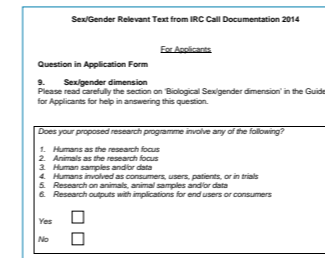 Sex/Gender Relevant Text from IRC Call Documentation 2014
For Applicants
Question in Application Form
9. Sex/gender dimension
Please read carefully the section on 'Biological Sex/gender dimension' in the Guide
for Applicants for help in answering this question.
Does your proposed research programme involve any of the following?
1. Humans as the research focus
2. Animals as the research focus
3. Human samples and/or data
4. Humans involved as consumers, users, patients, or in trials
5. Research on animals, animal samples and/or data
6. Research outputs with implications for end users or consumers
Yes
No